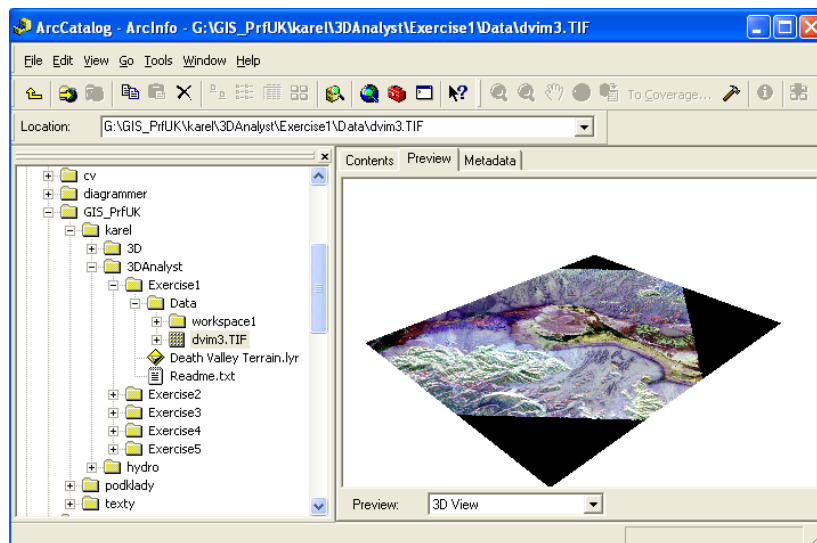 ArcCatalog - ArcInfo - G:\GIS_PrfUK\karel\3DAnalyst\Exercise1\Data\dvim3.TIF
File Edit View Go Tools Window Help
To Coverage...
Location: G:\GIS_PrfUK\karel\3DAnalyst\Exercise1\Data\dvim3.TIF
cv
diagrammer
GIS_PrfUK
karel
3D
3DAnalyst
Exercise1
Data
workspace1
dvim3.TIF
Death Valley Terrain.lyr
Readme.txt
Exercise2
Exercise3
Exercise4
Exercise5
hydro
podklady
texty
Contents Preview Metadata
Preview: 3D View